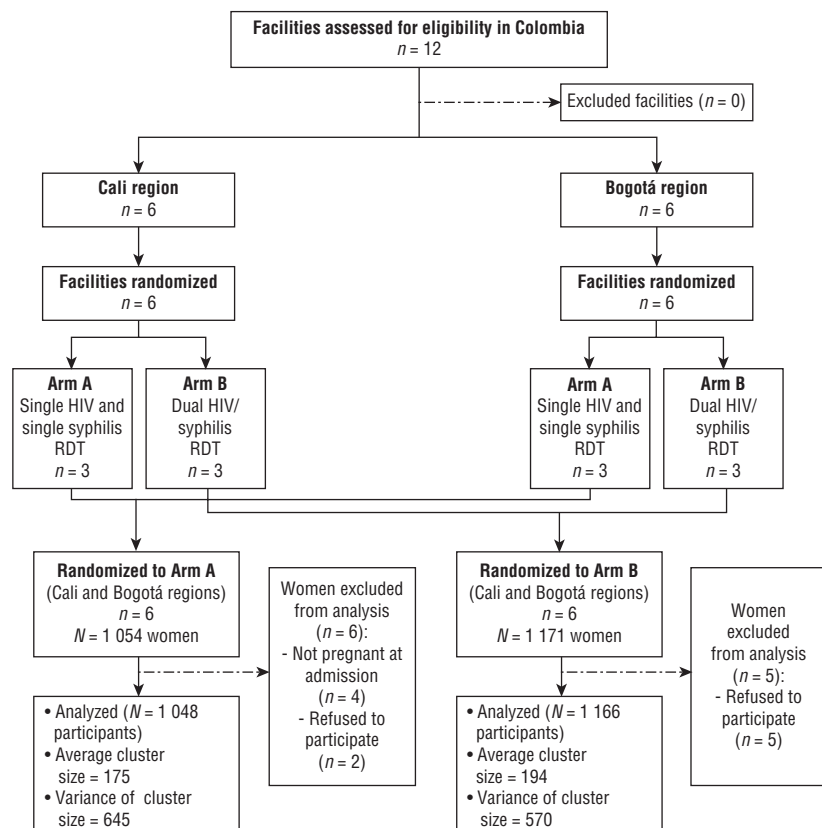 Facilities assessed for eligibility in Colombia
n = 12
Excluded facilities (n = 0)
Cali region
n = 6
Bogotá region
n = 6
Facilities randomized
n = 6
Facilities randomized
n = 6
Arm A
Single HIV and
single syphilis
RDT
n = 3
Arm B
Dual HIV/
syphilis
RDT
n = 3
Arm A
Single HIV and
single syphilis
RDT
n = 3
Arm B
Dual HIV/
syphilis
RDT
n = 3
Randomized to Arm A
(Cali and Bogotá regions)
n = 6
N = 1 054 women
Women excluded
from analysis
(n = 6):
- Not pregnant at
admission
(n = 4)
- Refused to
participate
(n = 2)
Randomized to Arm B
(Cali and Bogotá regions)
n = 6
N = 1 171 women
Women
excluded
from analysis
(n = 5):
- Refused to
participate
(n = 5)
• Analyzed (N = 1 048
participants)
• Average cluster
size = 175
• Variance of cluster
size = 645
• Analyzed (N = 1 166
participants)
• Average cluster
size = 194
• Variance of cluster
size = 570